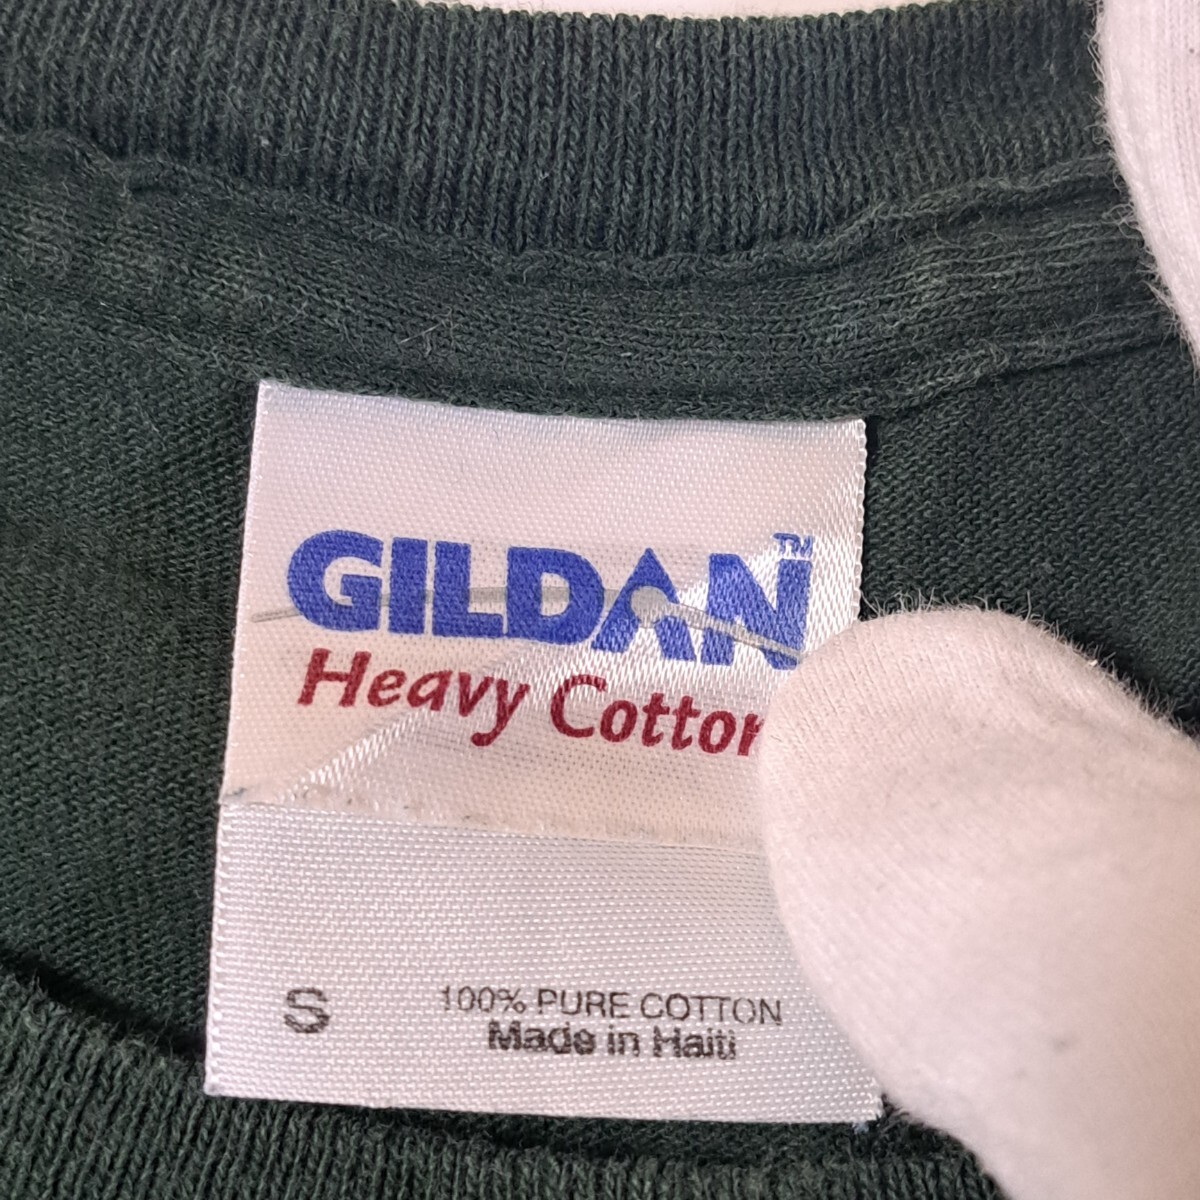 GILDAN™
Heavy Cotton
S 100% PURE COTTON
Made in Haiti